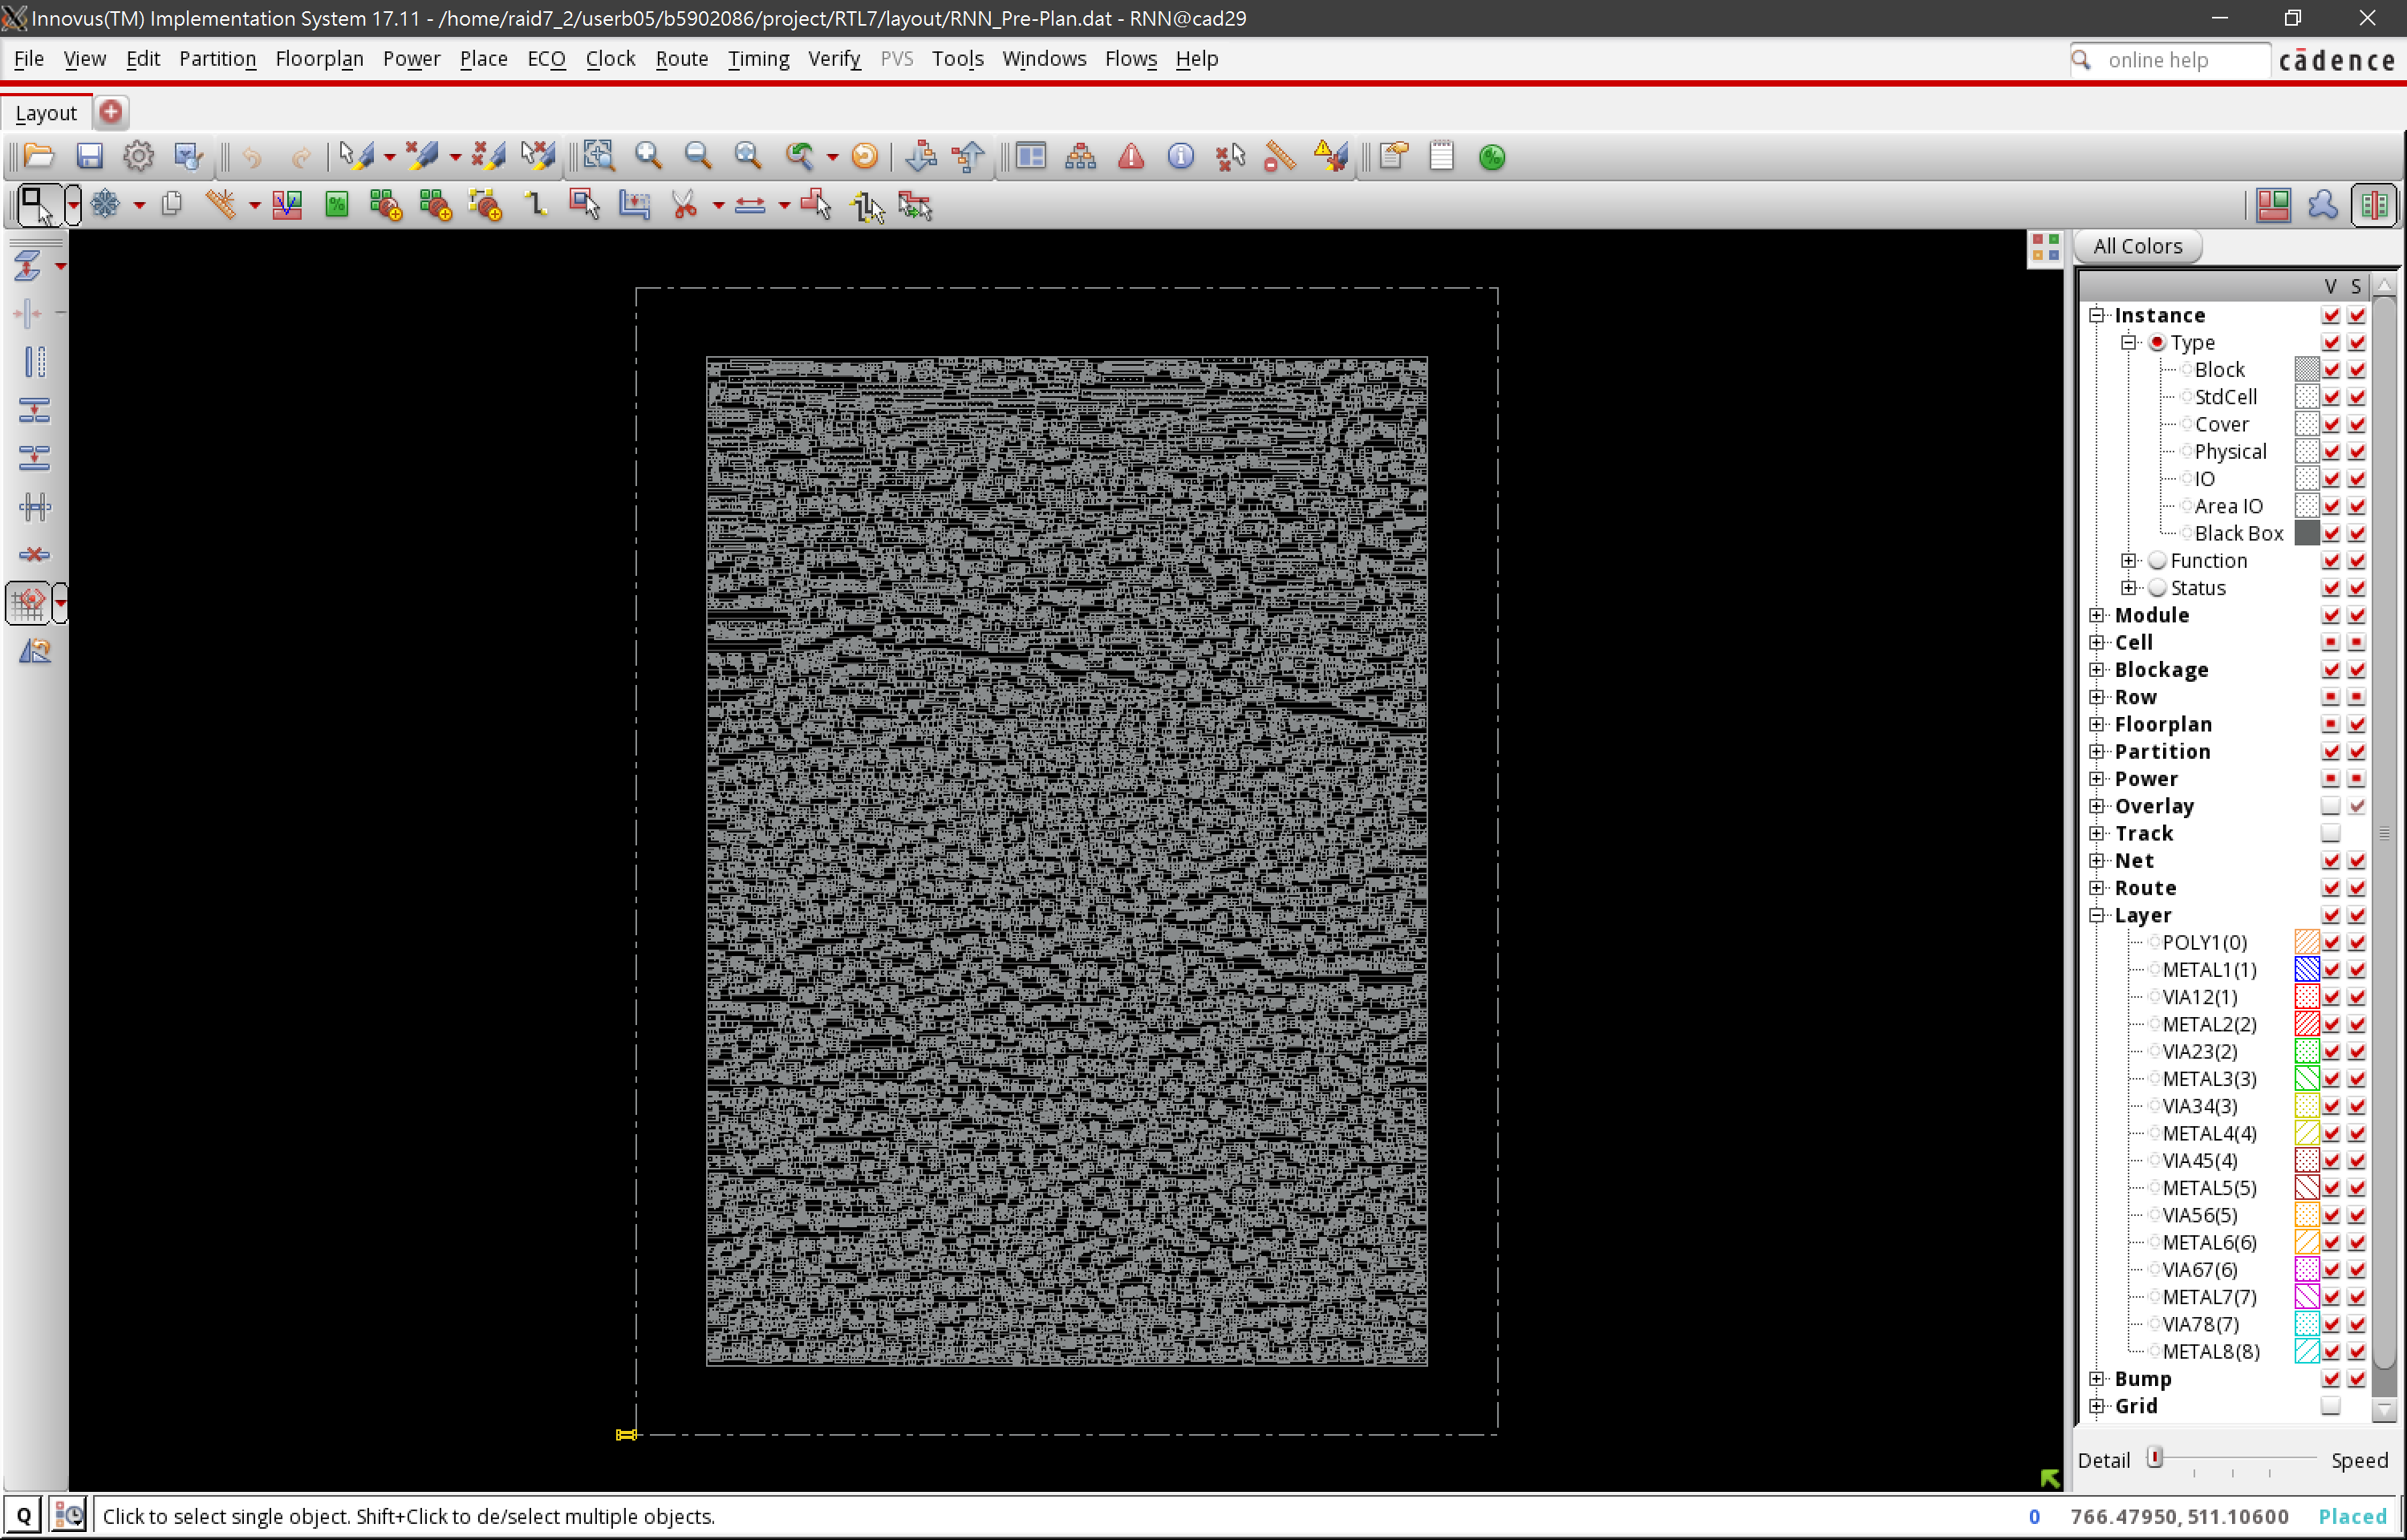 Innovus(TM) Implementation System 17.11 - /home/raid7_2/userb05/b5902086/project/RTL7/layout/RNN_Pre-Plan.dat - RNN@cad29
File View Edit Partition Floorplan Power Place ECO Clock Route Timing Verify PVS Tools Windows Flows Help
online help
cādence
Layout
All Colors
V S
Instance
Type
Block
StdCell
Cover
Physical
IO
Area IO
Black Box
Function
Status
Module
Cell
Blockage
Row
Floorplan
Partition
Power
Overlay
Track
Net
Route
Layer
POLY1(0)
METAL1(1)
VIA12(1)
METAL2(2)
VIA23(2)
METAL3(3)
VIA34(3)
METAL4(4)
VIA45(4)
METAL5(5)
VIA56(5)
METAL6(6)
VIA67(6)
METAL7(7)
VIA78(7)
METAL8(8)
Bump
Grid
Detail Speed
Q Click to select single object. Shift+Click to de/select multiple objects. 0 766.47950, 511.10600 Placed